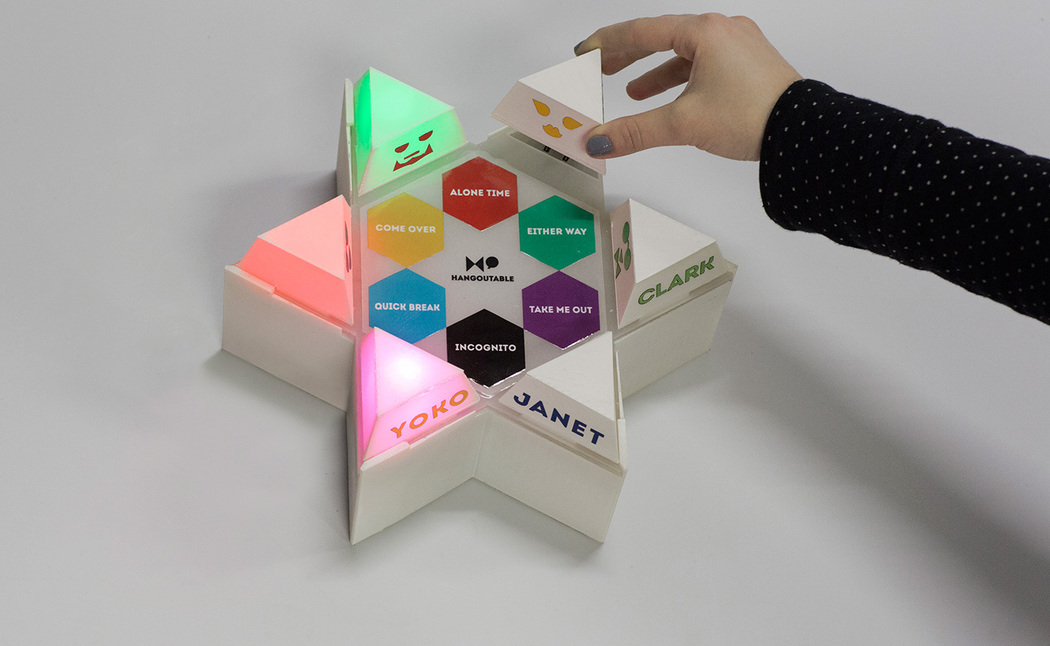 ALONE TIME
COME OVER
EITHER WAY
HANGOUTABLE
QUICK BREAK
TAKE ME OUT
INCOGNITO
CLARK
YOKO
JANET